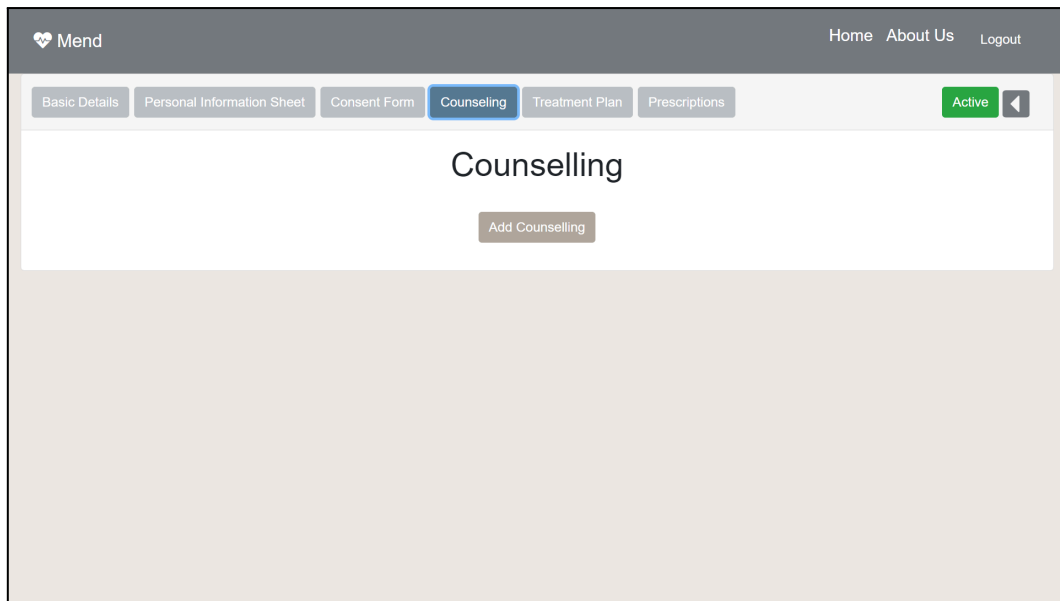 Mend Home About Us Logout
Basic Details Personal Information Sheet Consent Form Counseling Treatment Plan Prescriptions Active
Counselling
Add Counselling